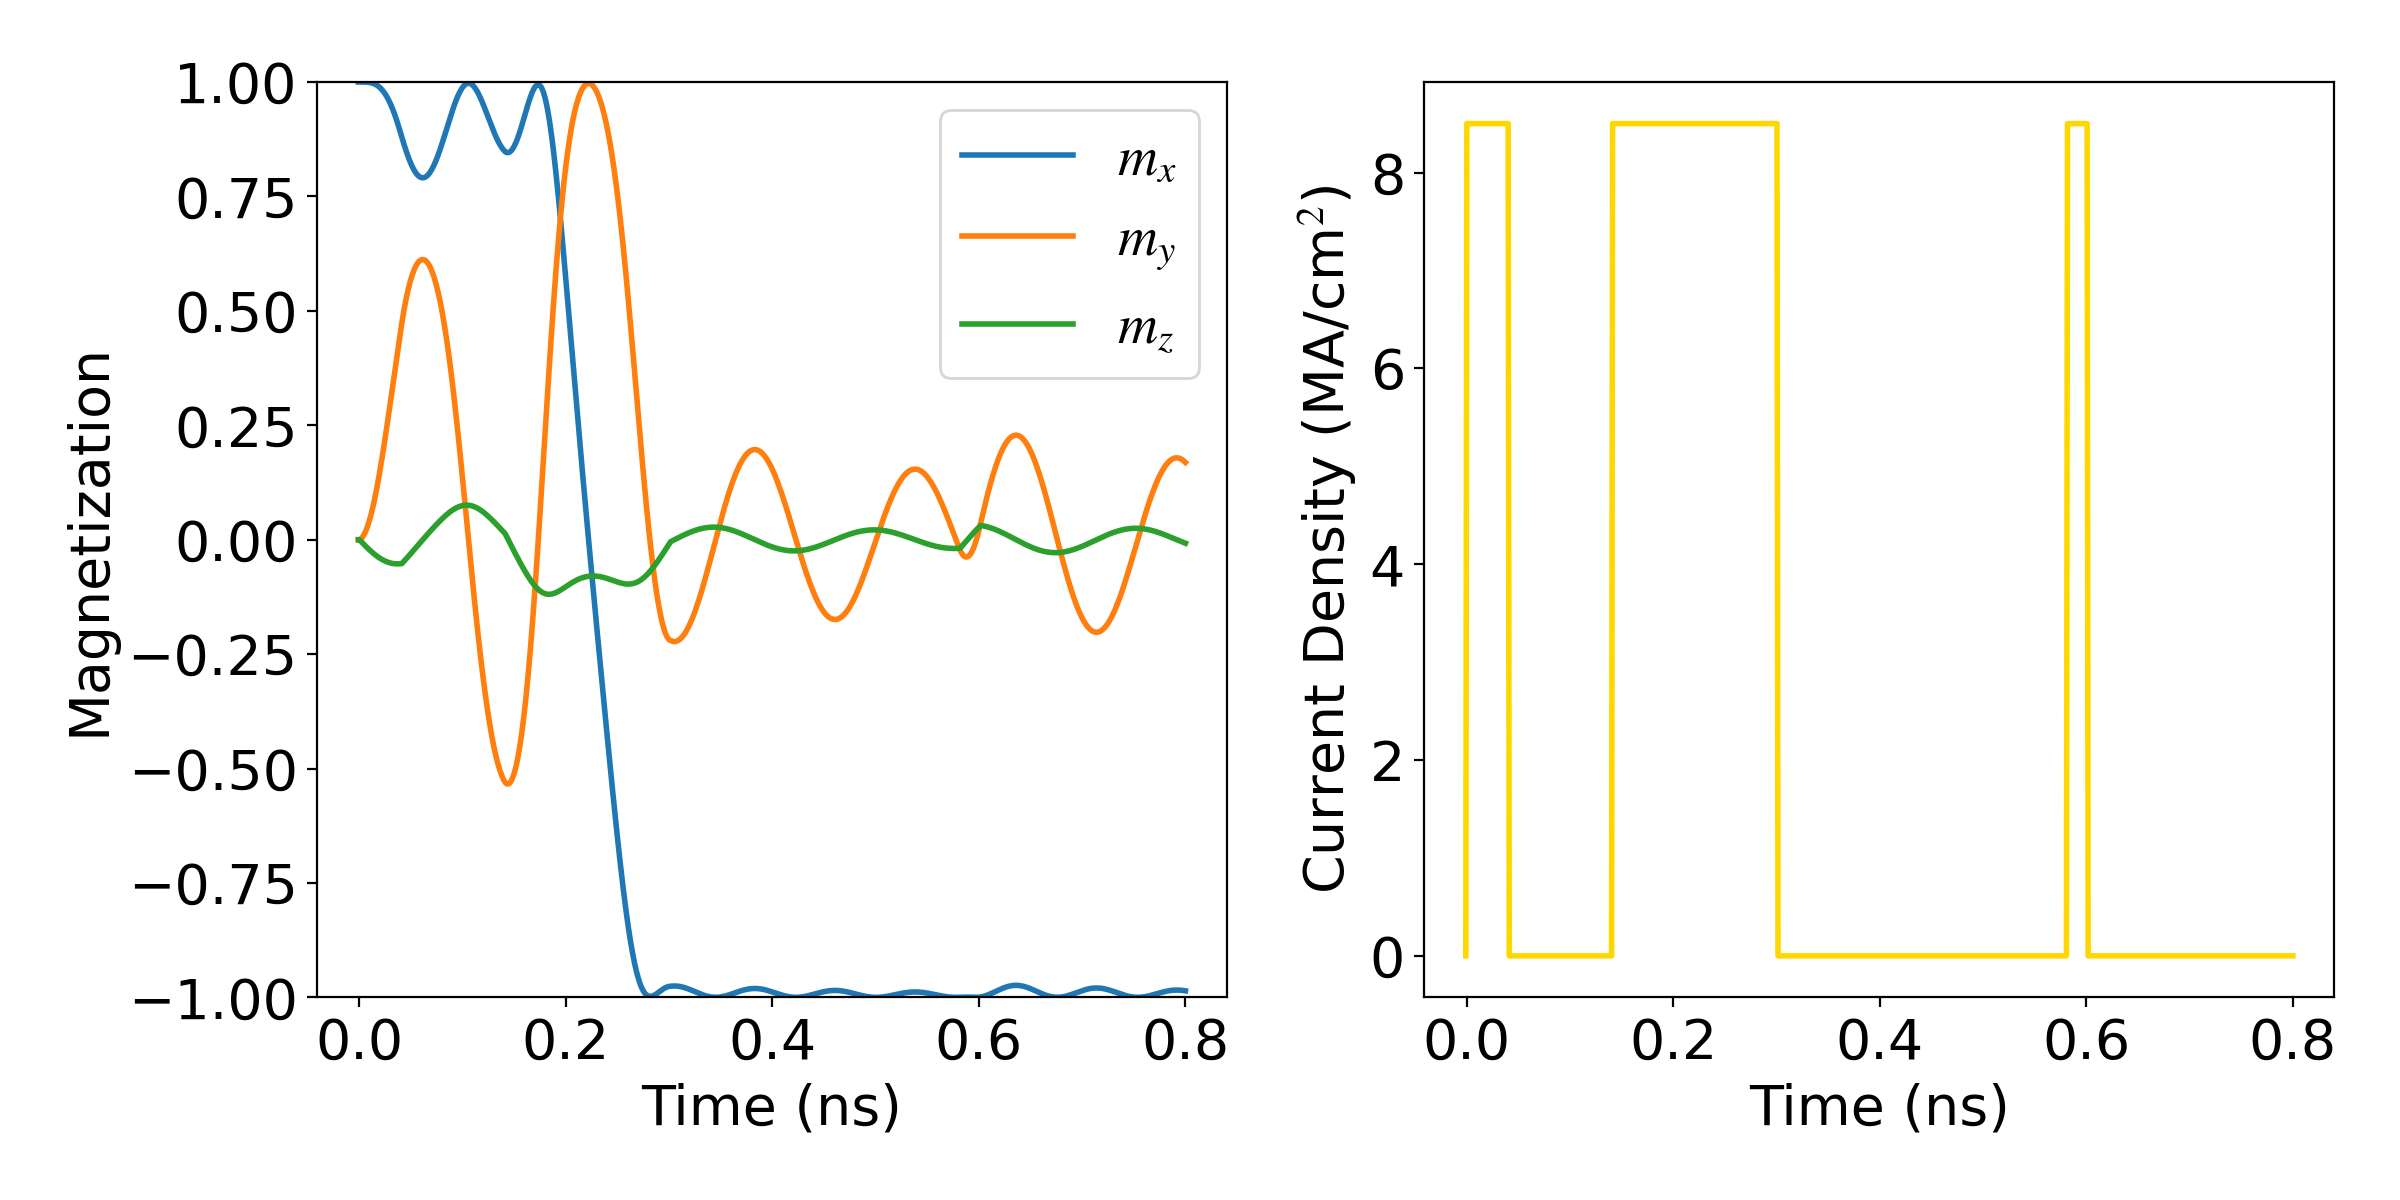 1.00
0.75
0.50
0.25
0.00
−0.25
−0.50
−0.75
−1.00
Magnetization
0.0 0.2 0.4 0.6 0.8
Time (ns)
m_x
m_y
m_z
8
6
4
2
0
Current Density (MA/cm²)
0.0 0.2 0.4 0.6 0.8
Time (ns)